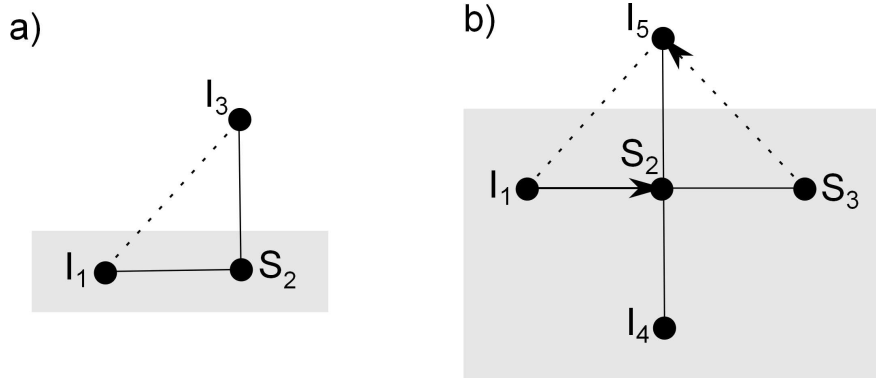 a)
I₃
I₁
S₂
b)
I₅
S₂
I₁
S₃
I₄